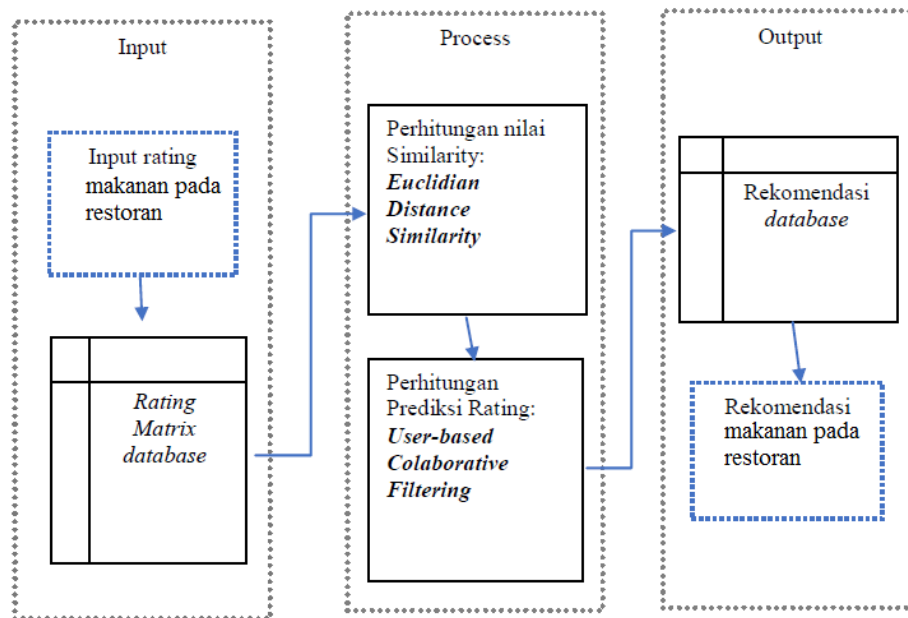 Input
Input rating
makanan pada
restoran
Rating
Matrix
database
Process
Perhitungan nilai
Similarity:
Euclidian
Distance
Similarity
Perhitungan
Prediksi Rating:
User-based
Colaborative
Filtering
Output
Rekomendasi
database
Rekomendasi
makanan pada
restoran